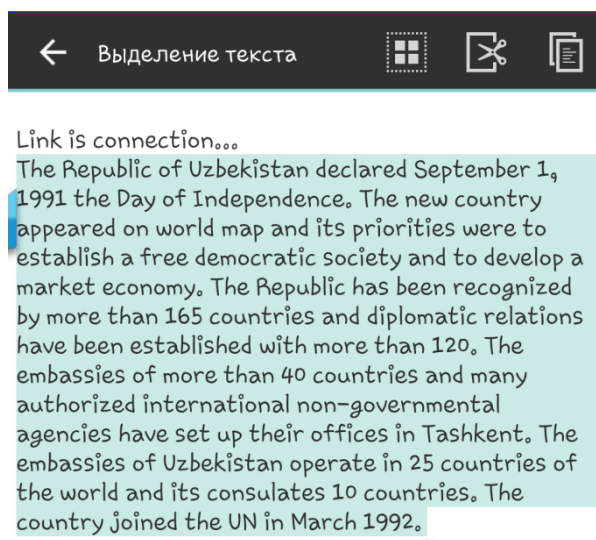 Выделение текста
Link is connection...
The Republic of Uzbekistan declared September 1,
1991 the Day of Independence. The new country
appeared on world map and its priorities were to
establish a free democratic society and to develop a
market economy. The Republic has been recognized
by more than 165 countries and diplomatic relations
have been established with more than 120. The
embassies of more than 40 countries and many
authorized international non-governmental
agencies have set up their offices in Tashkent. The
embassies of Uzbekistan operate in 25 countries of
the world and its consulates 10 countries. The
country joined the UN in March 1992.